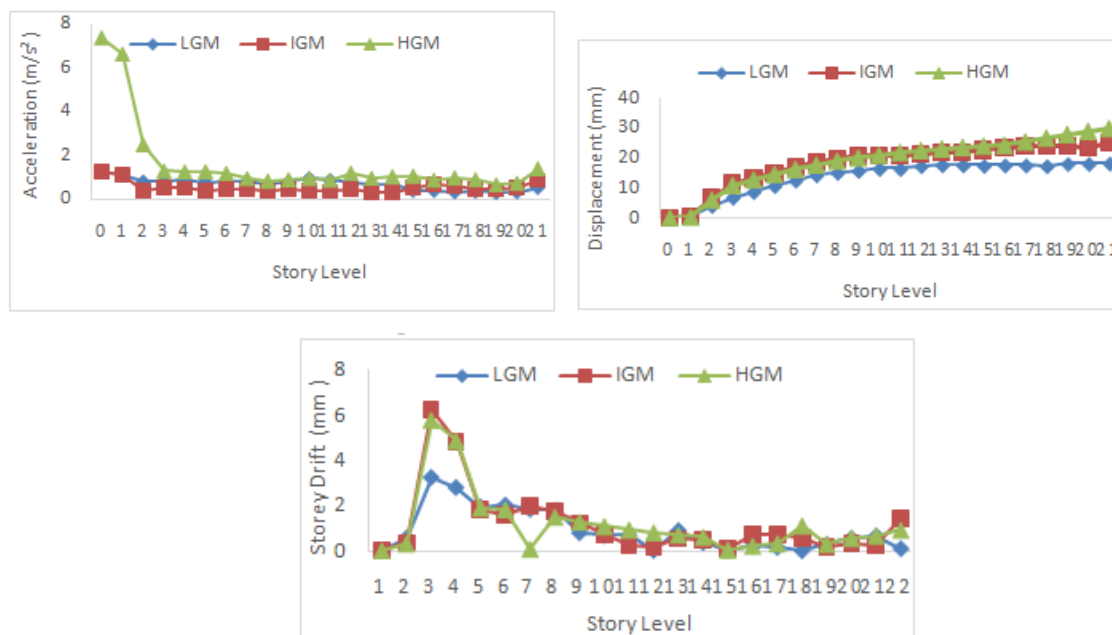 Acceleration (m/s²)
8
6
4
2
0
LGM IGM HGM
0 1 2 3 4 5 6 7 8 9 1 01 11 21 31 41 51 61 71 81 92 02 1
Story Level
Displacement (mm)
LGM IGM HGM
40
30
20
10
0
0 1 2 3 4 5 6 7 8 9 1 01 11 21 31 41 51 61 71 81 92 02 1
Story Level
Storey Drift (mm )
8
6
4
2
0
LGM IGM HGM
1 2 3 4 5 6 7 8 9 1 01 11 21 31 41 51 61 71 81 92 02 12 2
Story Level